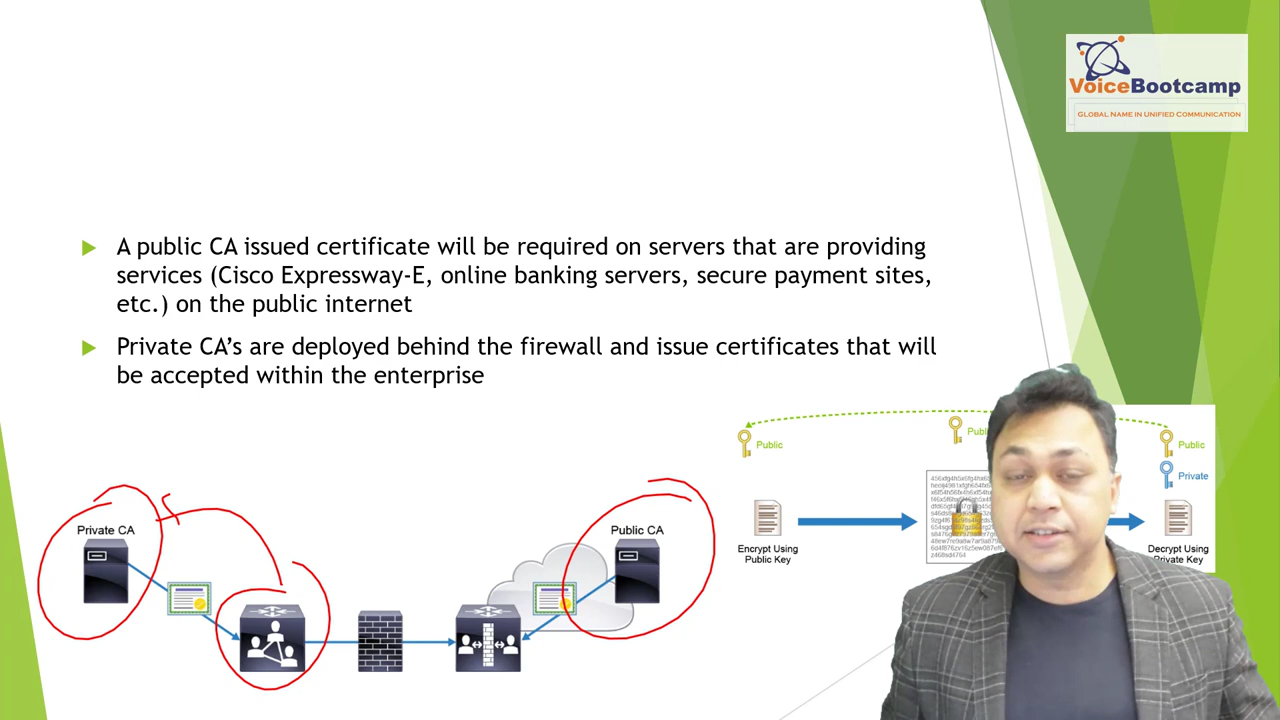 VoiceBootcamp
GLOBAL NAME IN UNIFIED COMMUNICATION
A public CA issued certificate will be required on servers that are providing
services (Cisco Expressway-E, online banking servers, secure payment sites,
etc.) on the public internet
Private CA’s are deployed behind the firewall and issue certificates that will
be accepted within the enterprise
Public
Public
Private
Encrypt Using
Public Key
Decrypt Using
Private Key
Private CA
Public CA